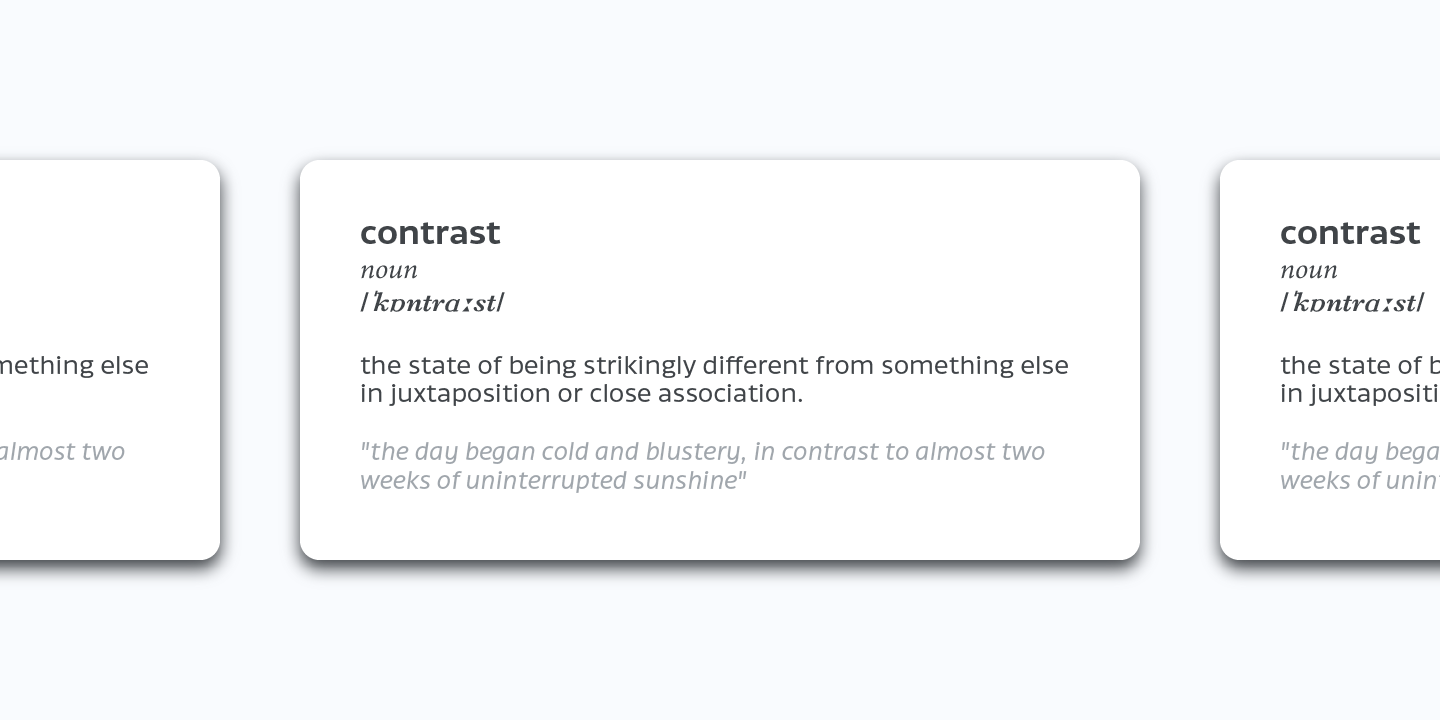 mething else
almost two
contrast
noun
/ˈkɒntrɑːst/
the state of being strikingly different from something else
in juxtaposition or close association.
"the day began cold and blustery, in contrast to almost two
weeks of uninterrupted sunshine"
contrast
noun
/ˈkɒntrɑːst/
the state of b
in juxtapositi
"the day bega
weeks of unin